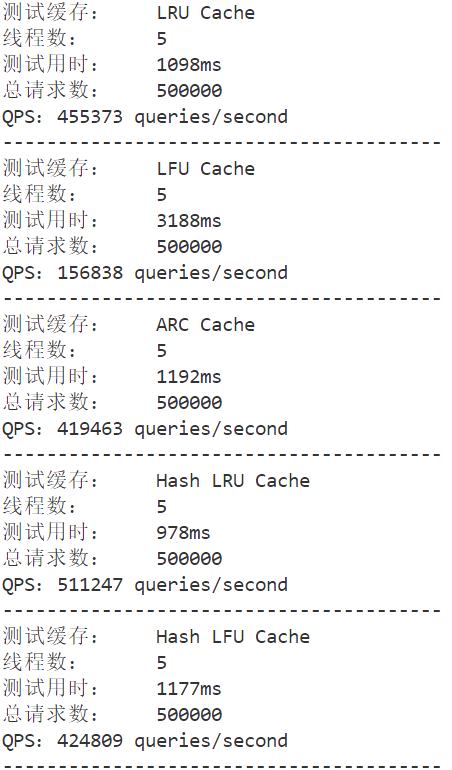 测试缓存：     LRU Cache
线程数：       5
测试用时：     1098ms
总请求数：     500000
QPS: 455373 queries/second
----------------------------------------
测试缓存：     LFU Cache
线程数：       5
测试用时：     3188ms
总请求数：     500000
QPS: 156838 queries/second
----------------------------------------
测试缓存：     ARC Cache
线程数：       5
测试用时：     1192ms
总请求数：     500000
QPS: 419463 queries/second
----------------------------------------
测试缓存：     Hash LRU Cache
线程数：       5
测试用时：     978ms
总请求数：     500000
QPS: 511247 queries/second
----------------------------------------
测试缓存：     Hash LFU Cache
线程数：       5
测试用时：     1177ms
总请求数：     500000
QPS: 424809 queries/second
----------------------------------------